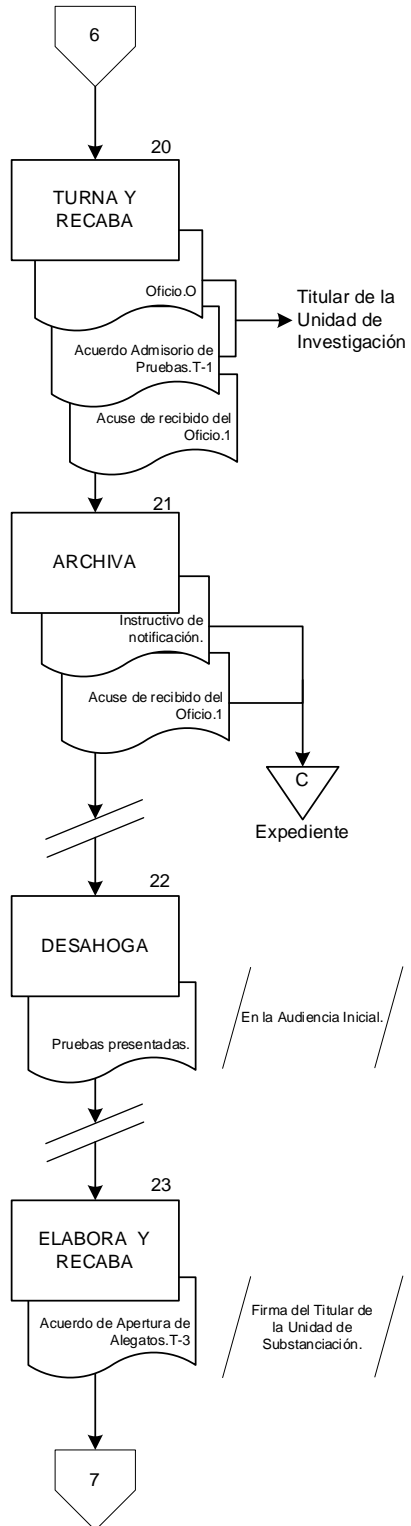 6
20
TURNA Y
RECABA
Oficio.O
Titular de la
Unidad de
Investigación
Acuerdo Admisorio de
Pruebas.T-1
Acuse de recibido del
Oficio.1
21
ARCHIVA
Instructivo de
notificación.
Acuse de recibido del
Oficio.1
C
Expediente
22
DESAHOGA
Pruebas presentadas.
En la Audiencia Inicial.
23
ELABORA Y
RECABA
Acuerdo de Apertura de
Alegatos.T-3
Firma del Titular de
la Unidad de
Substanciación.
7